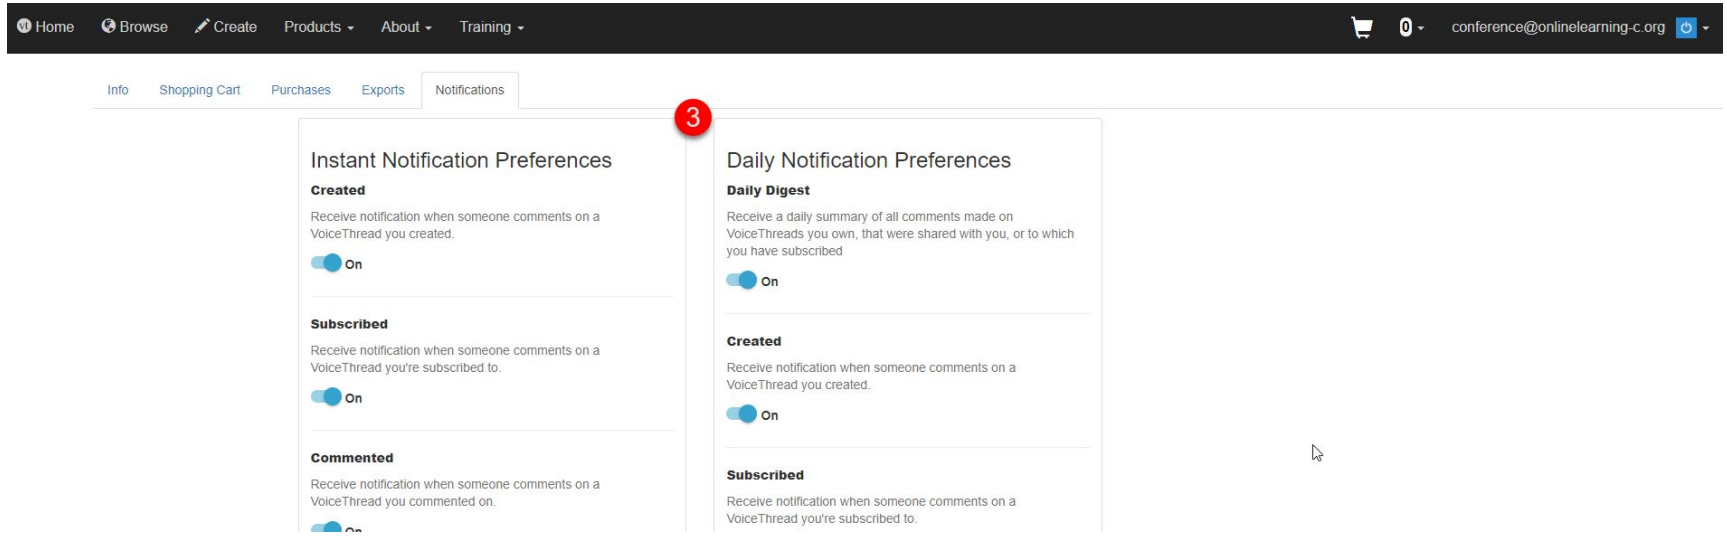 vt Home Browse Create Products About Training 0 conference@onlinelearning-c.org
Info Shopping Cart Purchases Exports Notifications
3
Instant Notification Preferences
Created
Receive notification when someone comments on a
VoiceThread you created.
On
Subscribed
Receive notification when someone comments on a
VoiceThread you're subscribed to.
On
Commented
Receive notification when someone comments on a
VoiceThread you commented on.
On
Daily Notification Preferences
Daily Digest
Receive a daily summary of all comments made on
VoiceThreads you own, that were shared with you, or to which
you have subscribed
On
Created
Receive notification when someone comments on a
VoiceThread you created.
On
Subscribed
Receive notification when someone comments on a
VoiceThread you're subscribed to.